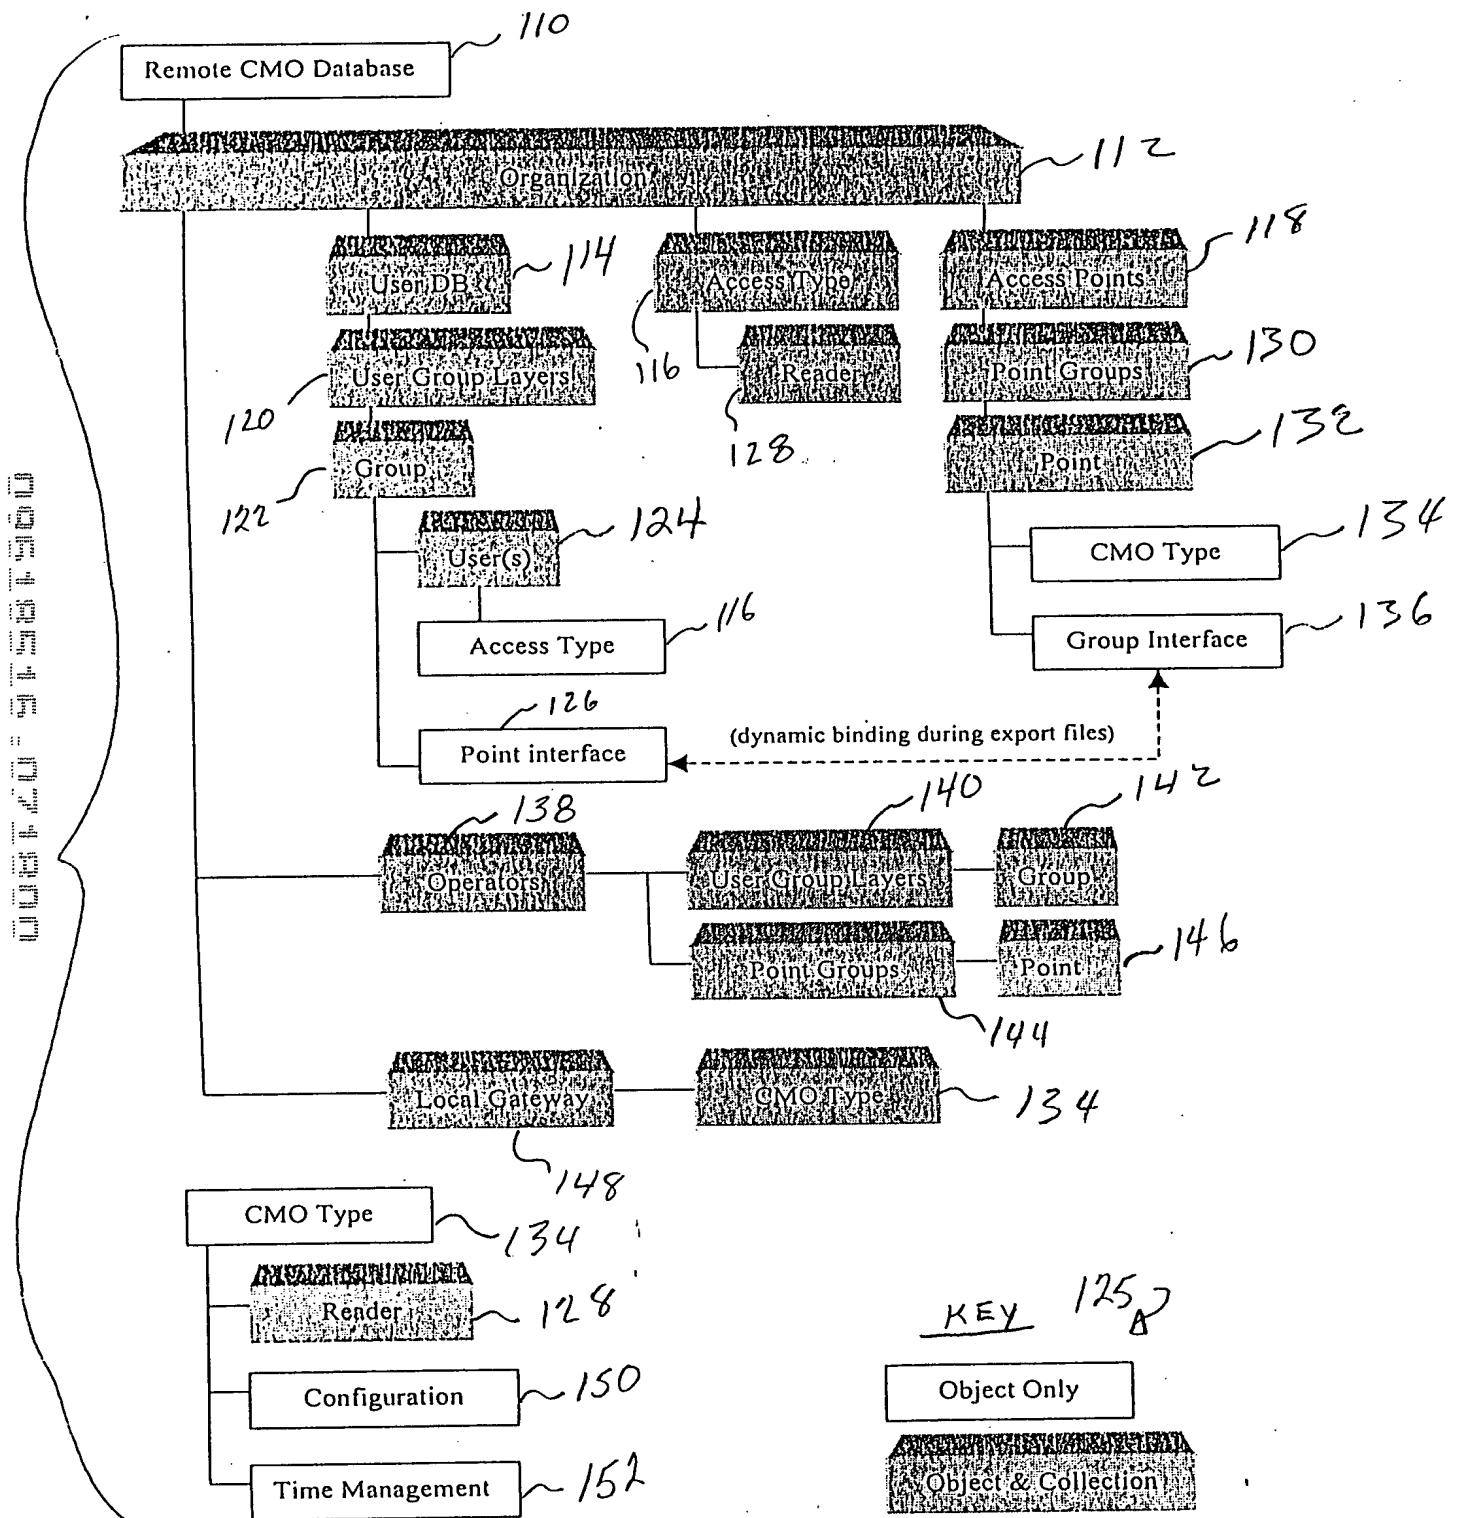 110
Remote CMO Database
112
Organization
118
114
User DB
Access Type
Access Points
116
130
User Group Layers
Reader
Point Groups
120
128
132
Group
Point
122
124
134
User(s)
CMO Type
116
136
Access Type
Group Interface
126
(dynamic binding during export files)
Point interface
138
140
142
Operators
User Group Layers
Group
146
Point Groups
Point
144
Local Gateway
CMO Type
134
148
CMO Type
134
Reader
128
KEY 125
Configuration
150
Object Only
Time Management
152
Object & Collection
09618516.071800